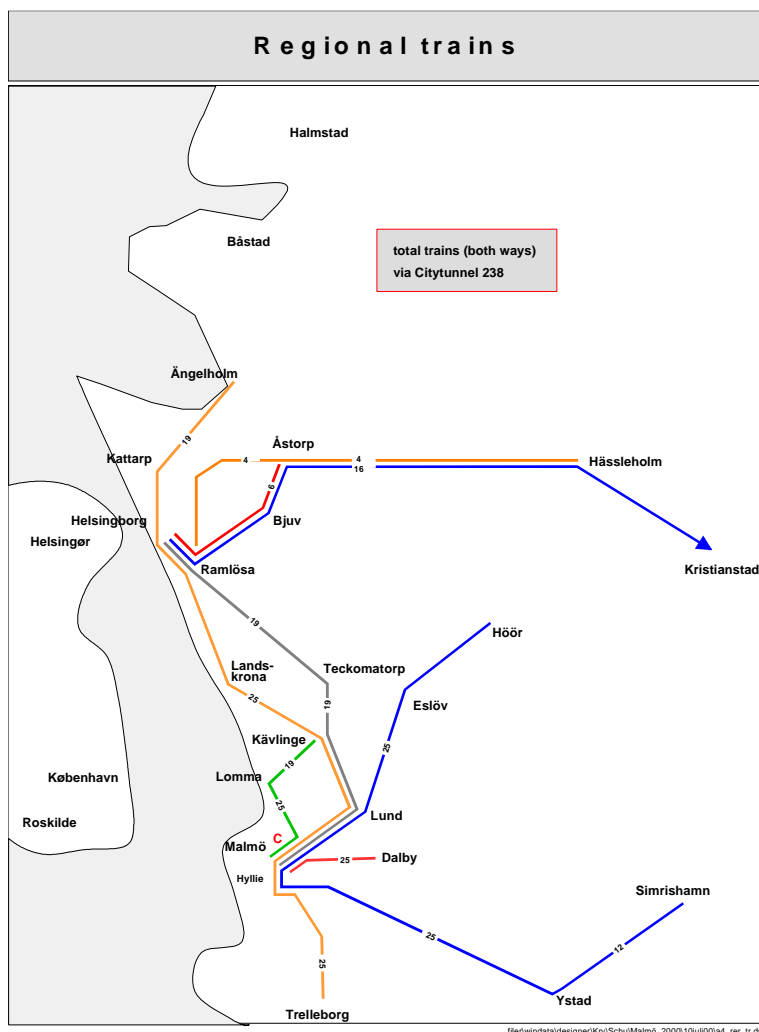 Regional trains
Halmstad
Båstad
total trains (both ways)
via Citytunnel 238
Ängelholm
19
Kattarp
Åstorp
4
4
16
Hässleholm
6
Helsingborg
Bjuv
Helsingør
Ramlösa
Kristianstad
19
Höör
Lands-
krona
Teckomatorp
25
19
Eslöv
Kävlinge
25
19
Lomma
København
25
Roskilde
Lund
C
Malmö
25
Dalby
Hyllie
Simrishamn
25
12
25
Ystad
Trelleborg